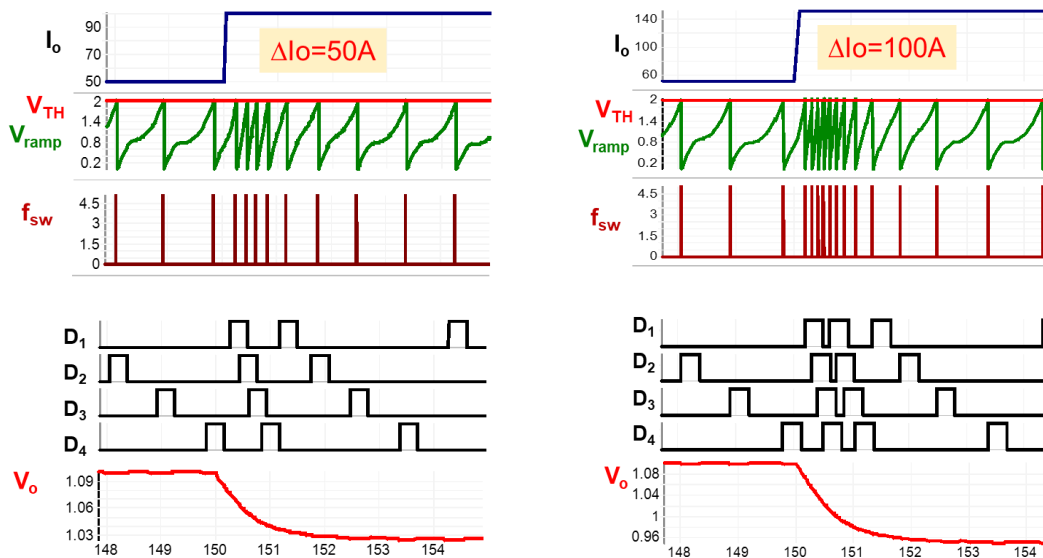 Io
90
70
50
ΔIo=50A
VTH
Vramp
2
1.4
0.8
0.2
fsw
4.5
3
1.5
0
D1
D2
D3
D4
Vo
1.09
1.06
1.03
148 149 150 151 152 153 154
Io
140
100
60
ΔIo=100A
VTH
Vramp
2
1.4
0.8
0.2
fsw
4.5
3
1.5
0
D1
D2
D3
D4
Vo
1.08
1.04
1
0.96
148 149 150 151 152 153 154